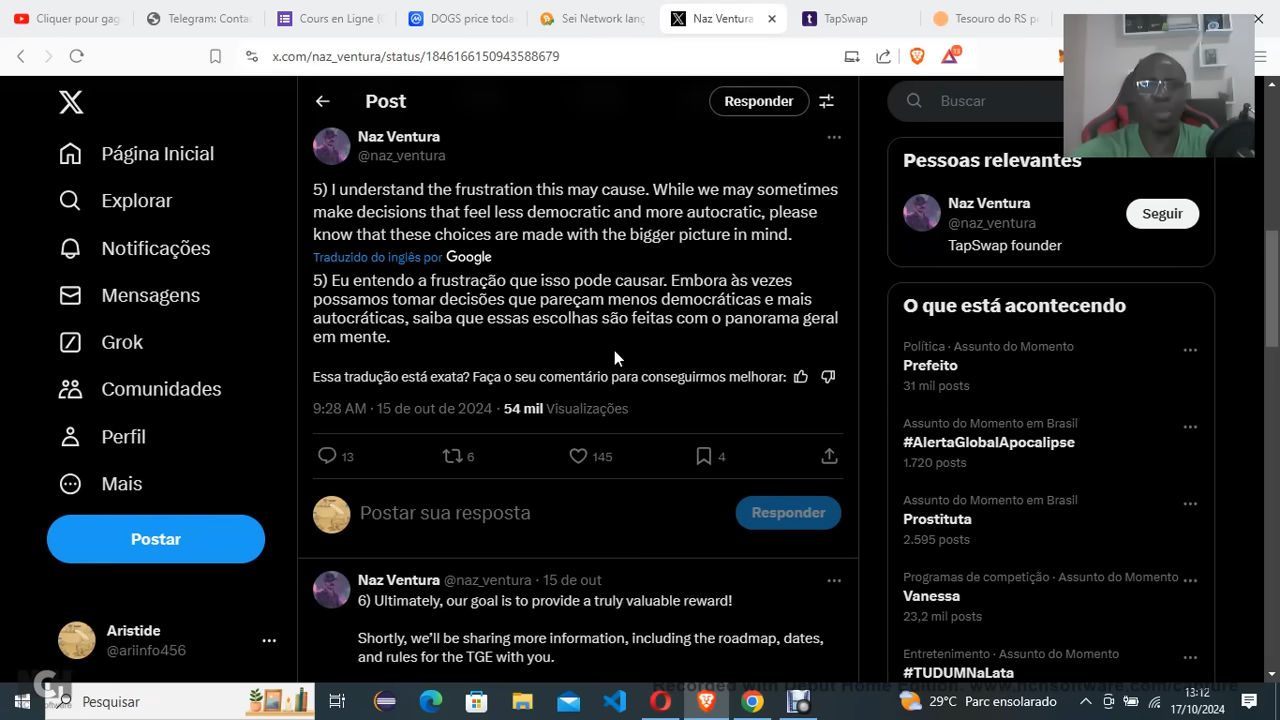 Cliquer pour gag
Telegram: Conta
Cours en Ligne (
DOGS price toda
Sei Network lanç
Naz Ventura
TapSwap
Tesouro do RS p
x.com/naz_ventura/status/1846166150943588679
13
Post
Responder
Buscar
Página Inicial
Explorar
Notificações
Mensagens
Grok
Comunidades
Perfil
Mais
Postar
Aristide
@ariinfo456
Naz Ventura
@naz_ventura
5) I understand the frustration this may cause. While we may sometimes
make decisions that feel less democratic and more autocratic, please
know that these choices are made with the bigger picture in mind.
Traduzido do inglês por Google
5) Eu entendo a frustração que isso pode causar. Embora às vezes
possamos tomar decisões que pareçam menos democráticas e mais
autocráticas, saiba que essas escolhas são feitas com o panorama geral
em mente.
Essa tradução está exata? Faça o seu comentário para conseguirmos melhorar:
9:28 AM · 15 de out de 2024 · 54 mil Visualizações
13 6 145 4
Postar sua resposta
Responder
Naz Ventura @naz_ventura · 15 de out
6) Ultimately, our goal is to provide a truly valuable reward!
Shortly, we'll be sharing more information, including the roadmap, dates,
and rules for the TGE with you.
Pessoas relevantes
Naz Ventura
@naz_ventura
Seguir
TapSwap founder
O que está acontecendo
Política · Assunto do Momento
Prefeito
31 mil posts
Assunto do Momento em Brasil
#AlertaGlobalApocalipse
1.720 posts
Assunto do Momento em Brasil
Prostituta
2.595 posts
Programas de competição · Assunto do Momento
Vanessa
23,2 mil posts
Entretenimento · Assunto do Momento
#TUDUMNaLata
NCH
Software
Recorded with Debut Home Edition. www.nchsoftware.com/capture
Pesquisar
29°C Parc ensolarado
13:12
17/10/2024